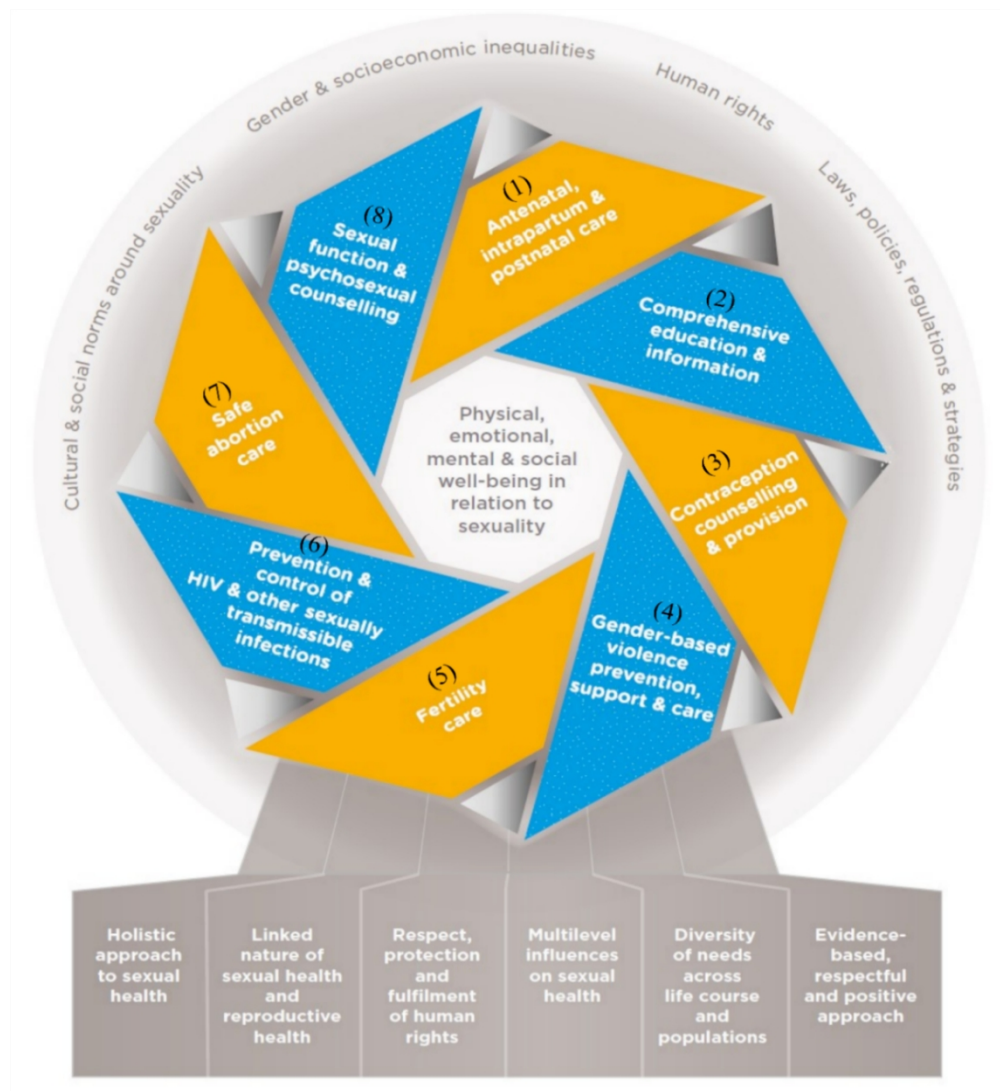 Cultural & social norms around sexuality
Gender & socioeconomic inequalities
Human rights
Laws, policies, regulations & strategies
(1)
Antenatal,
intrapartum &
postnatal care
(2)
Comprehensive
education &
information
(3)
Contraception
counselling
& provision
(4)
Gender-based
violence
prevention,
support & care
(5)
Fertility
care
(6)
Prevention &
control of
HIV & other sexually
transmissible
infections
(7)
Safe
abortion
care
(8)
Sexual
function &
psychosexual
counselling
Physical,
emotional,
mental & social
well-being in
relation to
sexuality
Holistic
approach
to sexual
health
Linked
nature of
sexual health
and
reproductive
health
Respect,
protection
and
fulfilment
of human
rights
Multilevel
influences
on sexual
health
Diversity
of needs
across
life course
and
populations
Evidence-
based,
respectful
and positive
approach